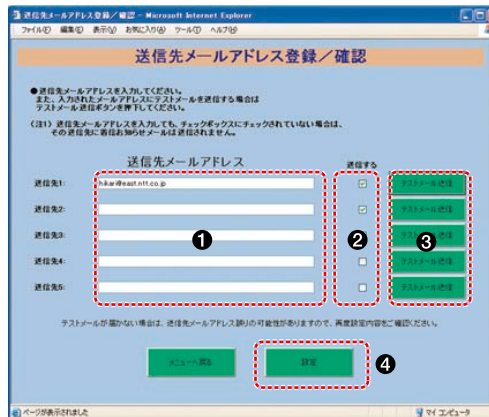 送信先メールアドレス登録／確認 - Microsoft Internet Explorer
ファイル(F) 編集(E) 表示(V) お気に入り(A) ツール(T) ヘルプ(H)
送信先メールアドレス登録／確認
●送信先メールアドレスを入力してください。
また、入力されたメールアドレスにテストメールを送信する場合は
テストメール送信ボタンを押下してください。
(注1) 送信先メールアドレスを入力しても、チェックボックスにチェックされていない場合は、
その送信先に着信お知らせメールは送信されません。
送信先メールアドレス 送信する
送信先1: hikari@east.ntt.co.jp テストメール送信
送信先2: テストメール送信
送信先3: テストメール送信
送信先4: テストメール送信
送信先5: テストメール送信
❶ ❷ ❸
テストメールが届かない場合は、送信先メールアドレス誤りの可能性がありますので、再度設定内容をご確認ください。
メニューへ戻る 設定 ❹
ページが表示されました マイ コンピュータ